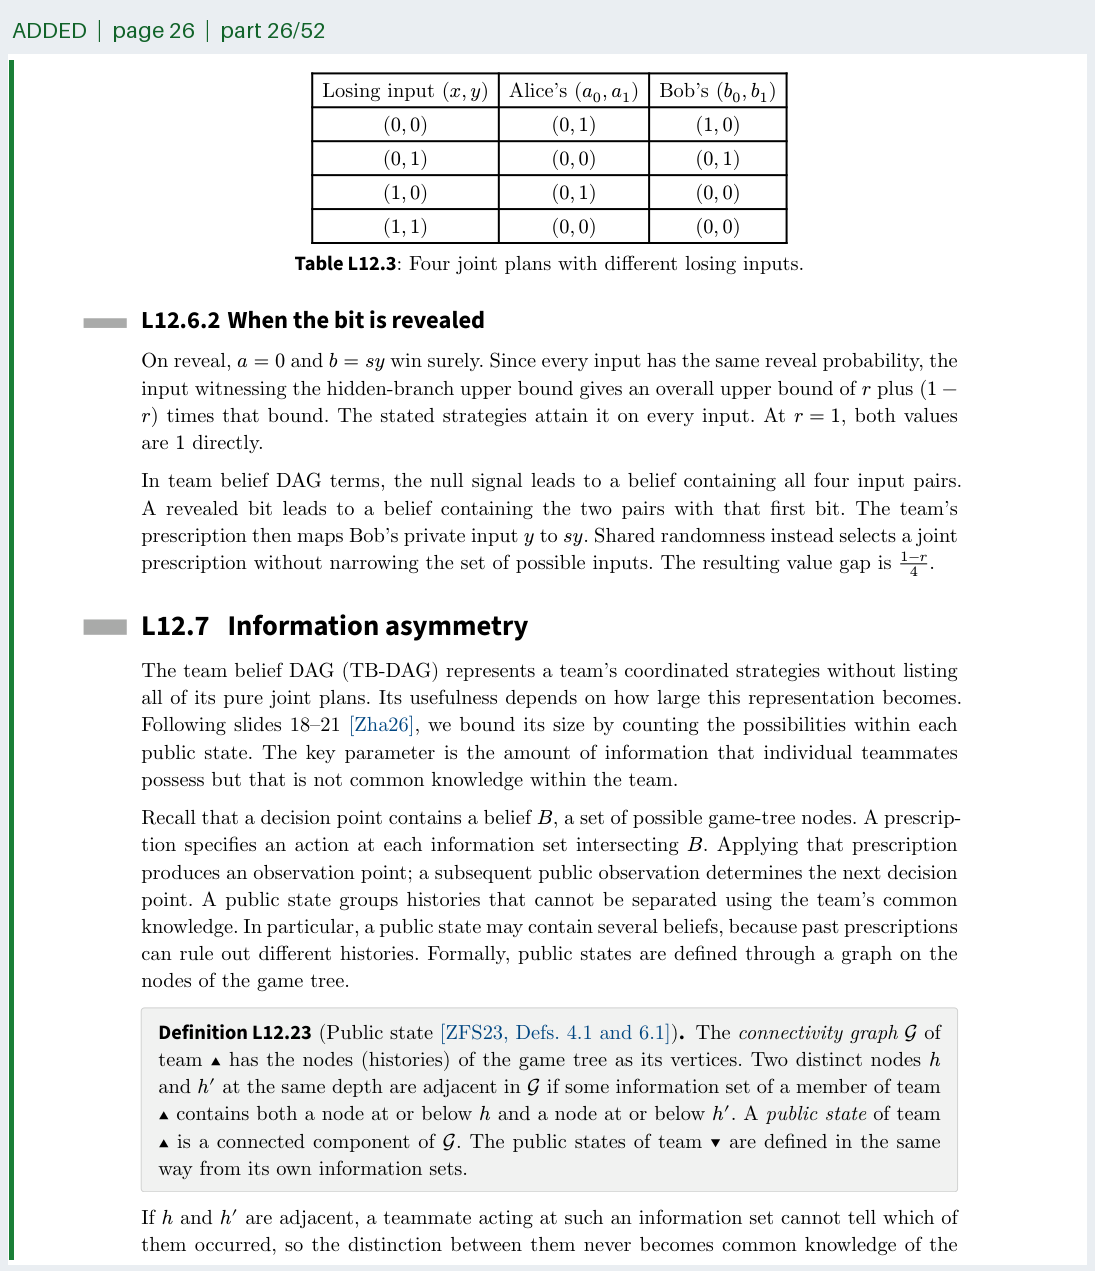 ADDED | page 26 | part 26/52
Losing input (x, y) Alice's (a₀, a₁) Bob's (b₀, b₁)
(0, 0) (0, 1) (1, 0)
(0, 1) (0, 0) (0, 1)
(1, 0) (0, 1) (0, 0)
(1, 1) (0, 0) (0, 0)
Table L12.3: Four joint plans with different losing inputs.
L12.6.2 When the bit is revealed
On reveal, a = 0 and b = sy win surely. Since every input has the same reveal probability, the
input witnessing the hidden-branch upper bound gives an overall upper bound of r plus (1 −
r) times that bound. The stated strategies attain it on every input. At r = 1, both values
are 1 directly.
In team belief DAG terms, the null signal leads to a belief containing all four input pairs.
A revealed bit leads to a belief containing the two pairs with that first bit. The team's
prescription then maps Bob's private input y to sy. Shared randomness instead selects a joint
prescription without narrowing the set of possible inputs. The resulting value gap is (1−r)/4.
L12.7 Information asymmetry
The team belief DAG (TB-DAG) represents a team's coordinated strategies without listing
all of its pure joint plans. Its usefulness depends on how large this representation becomes.
Following slides 18–21 [Zha26], we bound its size by counting the possibilities within each
public state. The key parameter is the amount of information that individual teammates
possess but that is not common knowledge within the team.
Recall that a decision point contains a belief B, a set of possible game-tree nodes. A prescrip-
tion specifies an action at each information set intersecting B. Applying that prescription
produces an observation point; a subsequent public observation determines the next decision
point. A public state groups histories that cannot be separated using the team's common
knowledge. In particular, a public state may contain several beliefs, because past prescriptions
can rule out different histories. Formally, public states are defined through a graph on the
nodes of the game tree.
Definition L12.23 (Public state [ZFS23, Defs. 4.1 and 6.1]). The connectivity graph 𝒢 of
team ▲ has the nodes (histories) of the game tree as its vertices. Two distinct nodes h
and h′ at the same depth are adjacent in 𝒢 if some information set of a member of team
▲ contains both a node at or below h and a node at or below h′. A public state of team
▲ is a connected component of 𝒢. The public states of team ▼ are defined in the same
way from its own information sets.
If h and h′ are adjacent, a teammate acting at such an information set cannot tell which of
them occurred, so the distinction between them never becomes common knowledge of the